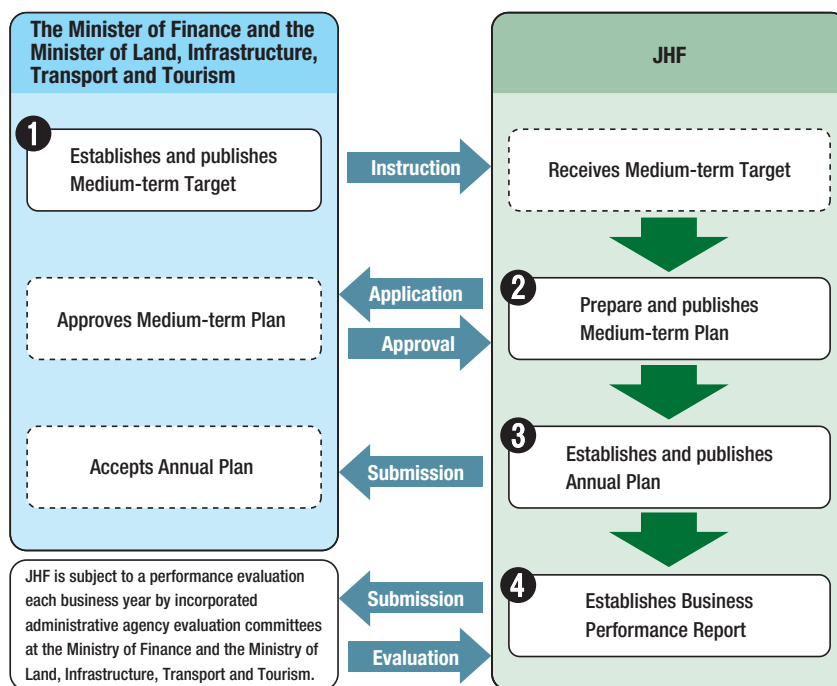 The Minister of Finance and the
Minister of Land, Infrastructure,
Transport and Tourism
JHF
1
Establishes and publishes
Medium-term Target
Instruction
Receives Medium-term Target
Approves Medium-term Plan
Application
Approval
2
Prepare and publishes
Medium-term Plan
Accepts Annual Plan
Submission
3
Establishes and publishes
Annual Plan
JHF is subject to a performance evaluation
each business year by incorporated
administrative agency evaluation committees
at the Ministry of Finance and the Ministry of
Land, Infrastructure, Transport and Tourism.
Submission
Evaluation
4
Establishes Business
Performance Report